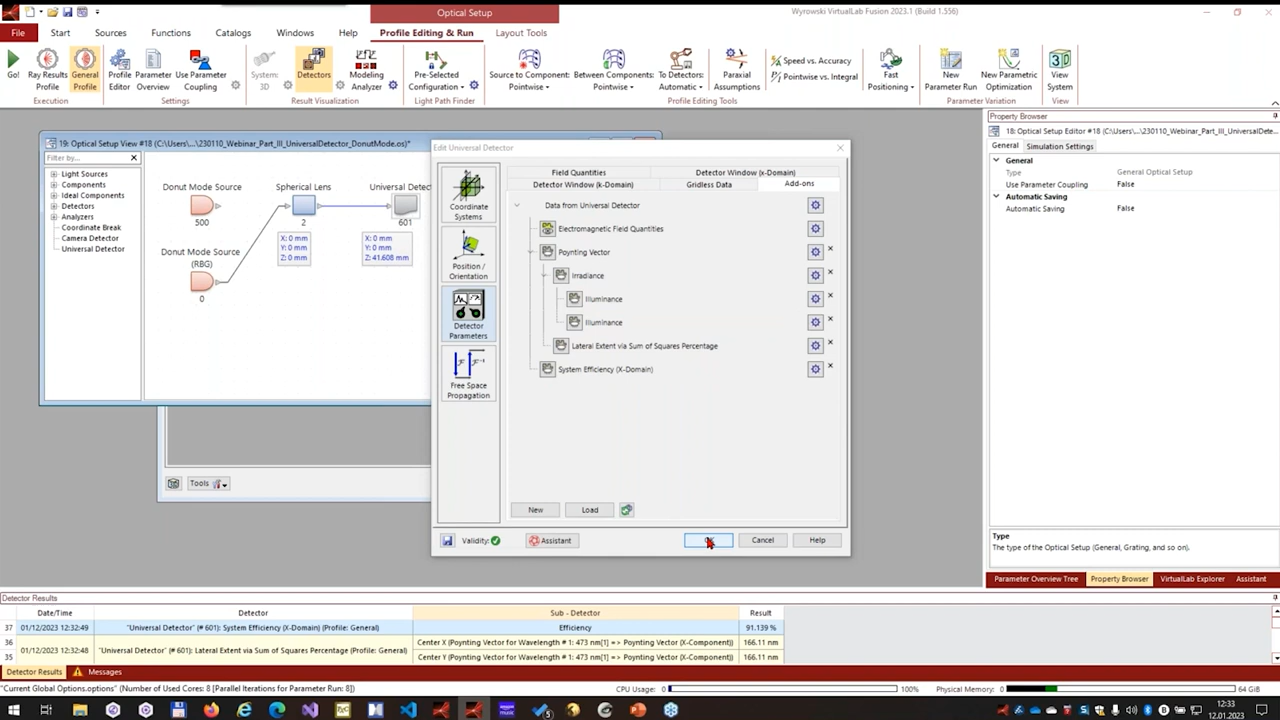 Optical Setup
Wyrowski VirtualLab Fusion 2023.1 (Build 1.556)
File
Start
Sources
Functions
Catalogs
Windows
Help
Profile Editing & Run
Layout Tools
Go!
Ray Results Profile
General Profile
Profile Editor
Parameter Overview
Use Parameter Coupling
System: 3D
Detectors
Modeling Analyzer
Pre-Selected Configuration
Source to Component: Pointwise
Between Components: Pointwise
To Detectors: Automatic
Paraxial Assumptions
Speed vs. Accuracy
Pointwise vs. Integral
Fast Positioning
New Parameter Run
New Parametric Optimization
View System
Execution
Settings
Result Visualization
Light Path Finder
Profile Editing Tools
Parameter Variation
View
19: Optical Setup View #18 (C:\Users\...\230110_Webinar_Part_III_UniversalDetector_DonutMode.os)*
Filter by...
Light Sources
Components
Ideal Components
Detectors
Analyzers
Coordinate Break
Camera Detector
Universal Detector
Donut Mode Source
500
Donut Mode Source
(RBG)
0
Spherical Lens
2
X: 0 mm
Y: 0 mm
Z: 0 mm
Universal Detec
601
X: 0 mm
Y: 0 mm
Z: 41.608 mm
Tools
Edit Universal Detector
Coordinate Systems
Position / Orientation
Detector Parameters
Free Space Propagation
Field Quantities
Detector Window (x-Domain)
Detector Window (k-Domain)
Gridless Data
Add-ons
Data from Universal Detector
Electromagnetic Field Quantities
Poynting Vector
Irradiance
Illuminance
Illuminance
Lateral Extent via Sum of Squares Percentage
System Efficiency (X-Domain)
New
Load
Validity:
Assistant
Cancel
Help
Property Browser
18: Optical Setup Editor #18 (C:\Users\...\230110_Webinar_Part_III_UniversalDete...
General
Simulation Settings
General
Type
General Optical Setup
Use Parameter Coupling
False
Automatic Saving
Automatic Saving
False
Type
The type of the Optical Setup (General, Grating, and so on).
Parameter Overview Tree
Property Browser
VirtualLab Explorer
Assistant
Detector Results
Date/Time
Detector
Sub - Detector
Result
37
01/12/2023 12:32:49
"Universal Detector" (# 601): System Efficiency (X-Domain) (Profile: General)
Efficiency
91.139 %
36
Center X (Poynting Vector for Wavelength # 1: 473 nm[1] => Poynting Vector (X-Component))
166.11 nm
01/12/2023 12:32:48
"Universal Detector" (# 601): Lateral Extent via Sum of Squares Percentage (Profile: General)
35
Center Y (Poynting Vector for Wavelength # 1: 473 nm[1] => Poynting Vector (X-Component))
166.11 nm
Detector Results
Messages
"Current Global Options.options" (Number of Used Cores: 8 [Parallel Iterations for Parameter Run: 8])
CPU Usage:
0
100%
Physical Memory:
0
64 GiB
12:33
12.01.2023